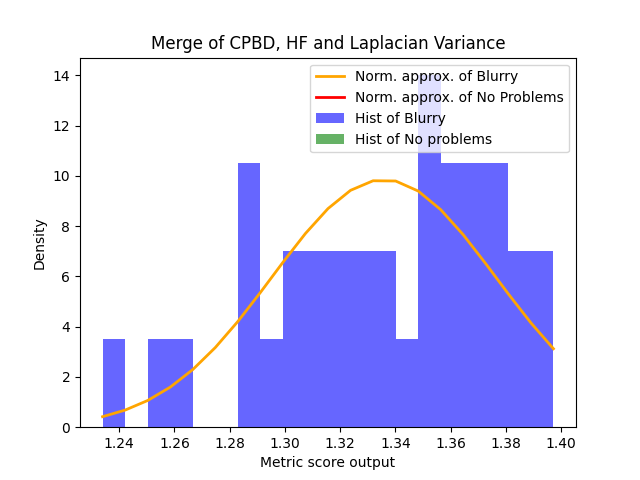 Merge of CPBD, HF and Laplacian Variance
Norm. approx. of Blurry
Norm. approx. of No Problems
Hist of Blurry
Hist of No problems
Density
14
12
10
8
6
4
2
0
1.24 1.26 1.28 1.30 1.32 1.34 1.36 1.38 1.40
Metric score output